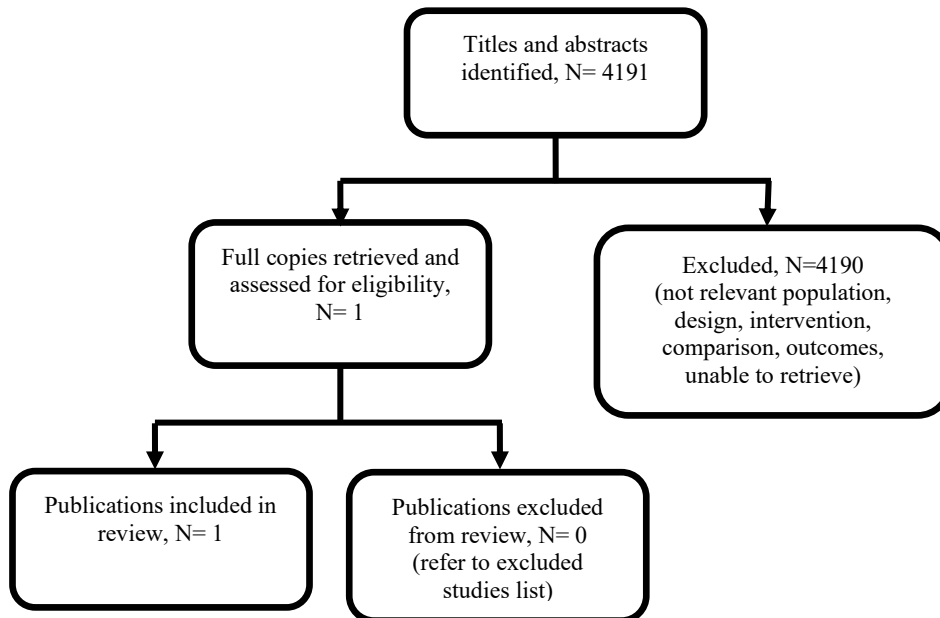 Titles and abstracts
identified, N= 4191
Full copies retrieved and
assessed for eligibility,
N= 1
Excluded, N=4190
(not relevant population,
design, intervention,
comparison, outcomes,
unable to retrieve)
Publications included in
review, N= 1
Publications excluded
from review, N= 0
(refer to excluded
studies list)